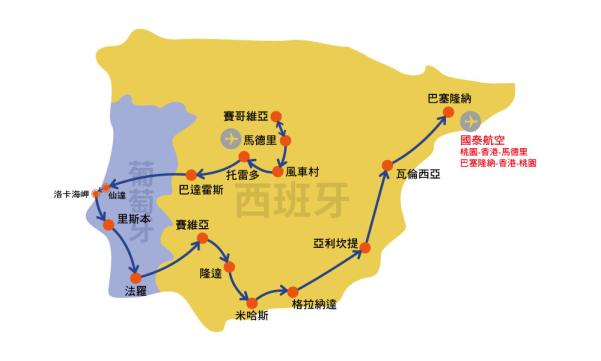 巴塞隆納
國泰航空
桃園-香港-馬德里
巴塞隆納-香港-桃園
賽哥維亞
馬德里
托雷多
風車村
瓦倫西亞
巴達雷斯
葡萄牙
西班牙
洛卡海岬
仙達
里斯本
賽維亞
亞利坎提
隆達
法羅
格拉納達
米哈斯